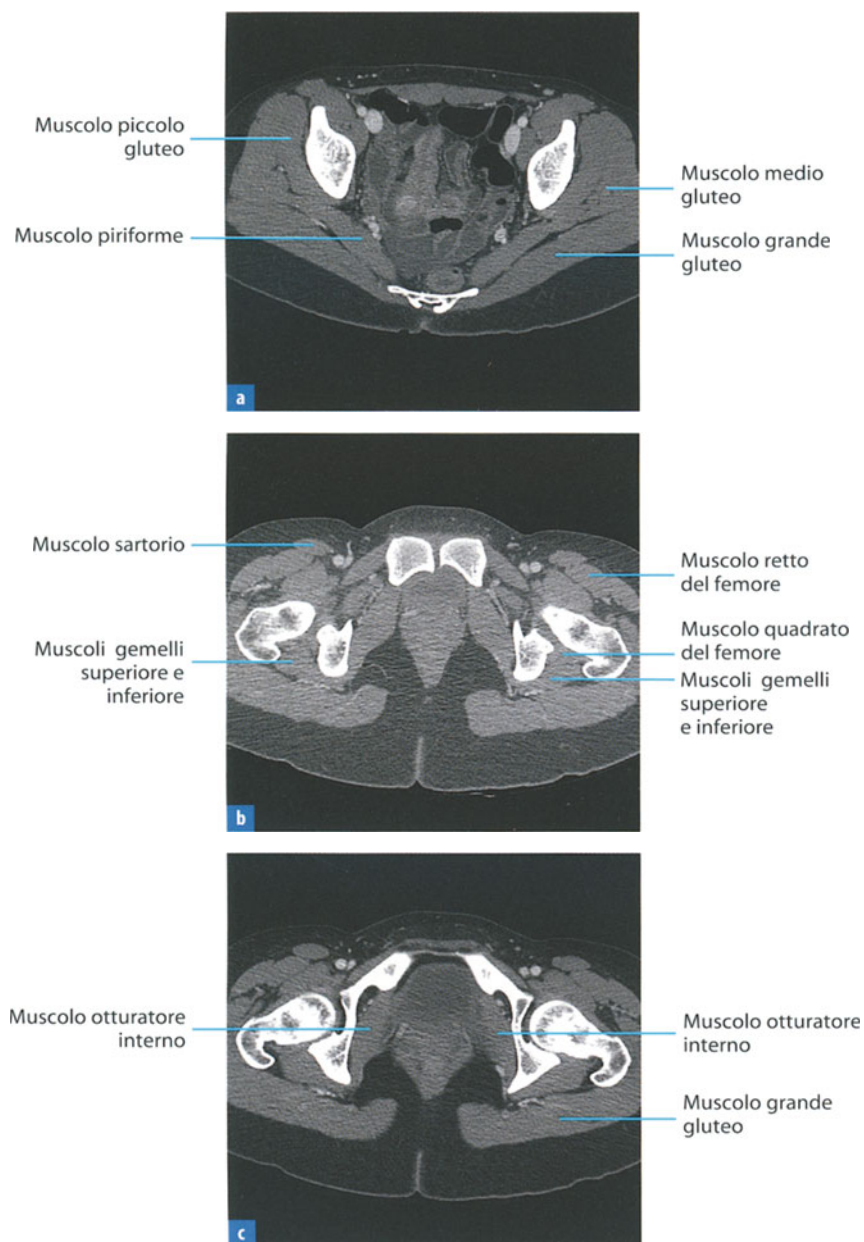 Muscolo piccolo
gluteo
Muscolo piriforme
Muscolo medio
gluteo
Muscolo grande
gluteo
a
Muscolo sartorio
Muscoli gemelli
superiore e
inferiore
Muscolo retto
del femore
Muscolo quadrato
del femore
Muscoli gemelli
superiore
e inferiore
b
Muscolo otturatore
interno
Muscolo otturatore
interno
Muscolo grande
gluteo
c